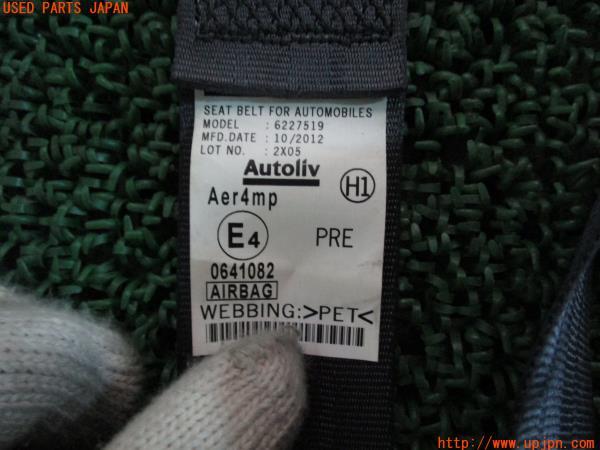 USED PARTS JAPAN
SEAT BELT FOR AUTOMOBILES
MODEL : 6227519
MFD.DATE : 10/2012
LOT NO. : 2X05
Autoliv
H1
Aer4mp
E4
PRE
0641082
AIRBAG
WEBBING:>PET<
http://www.upjpn.com